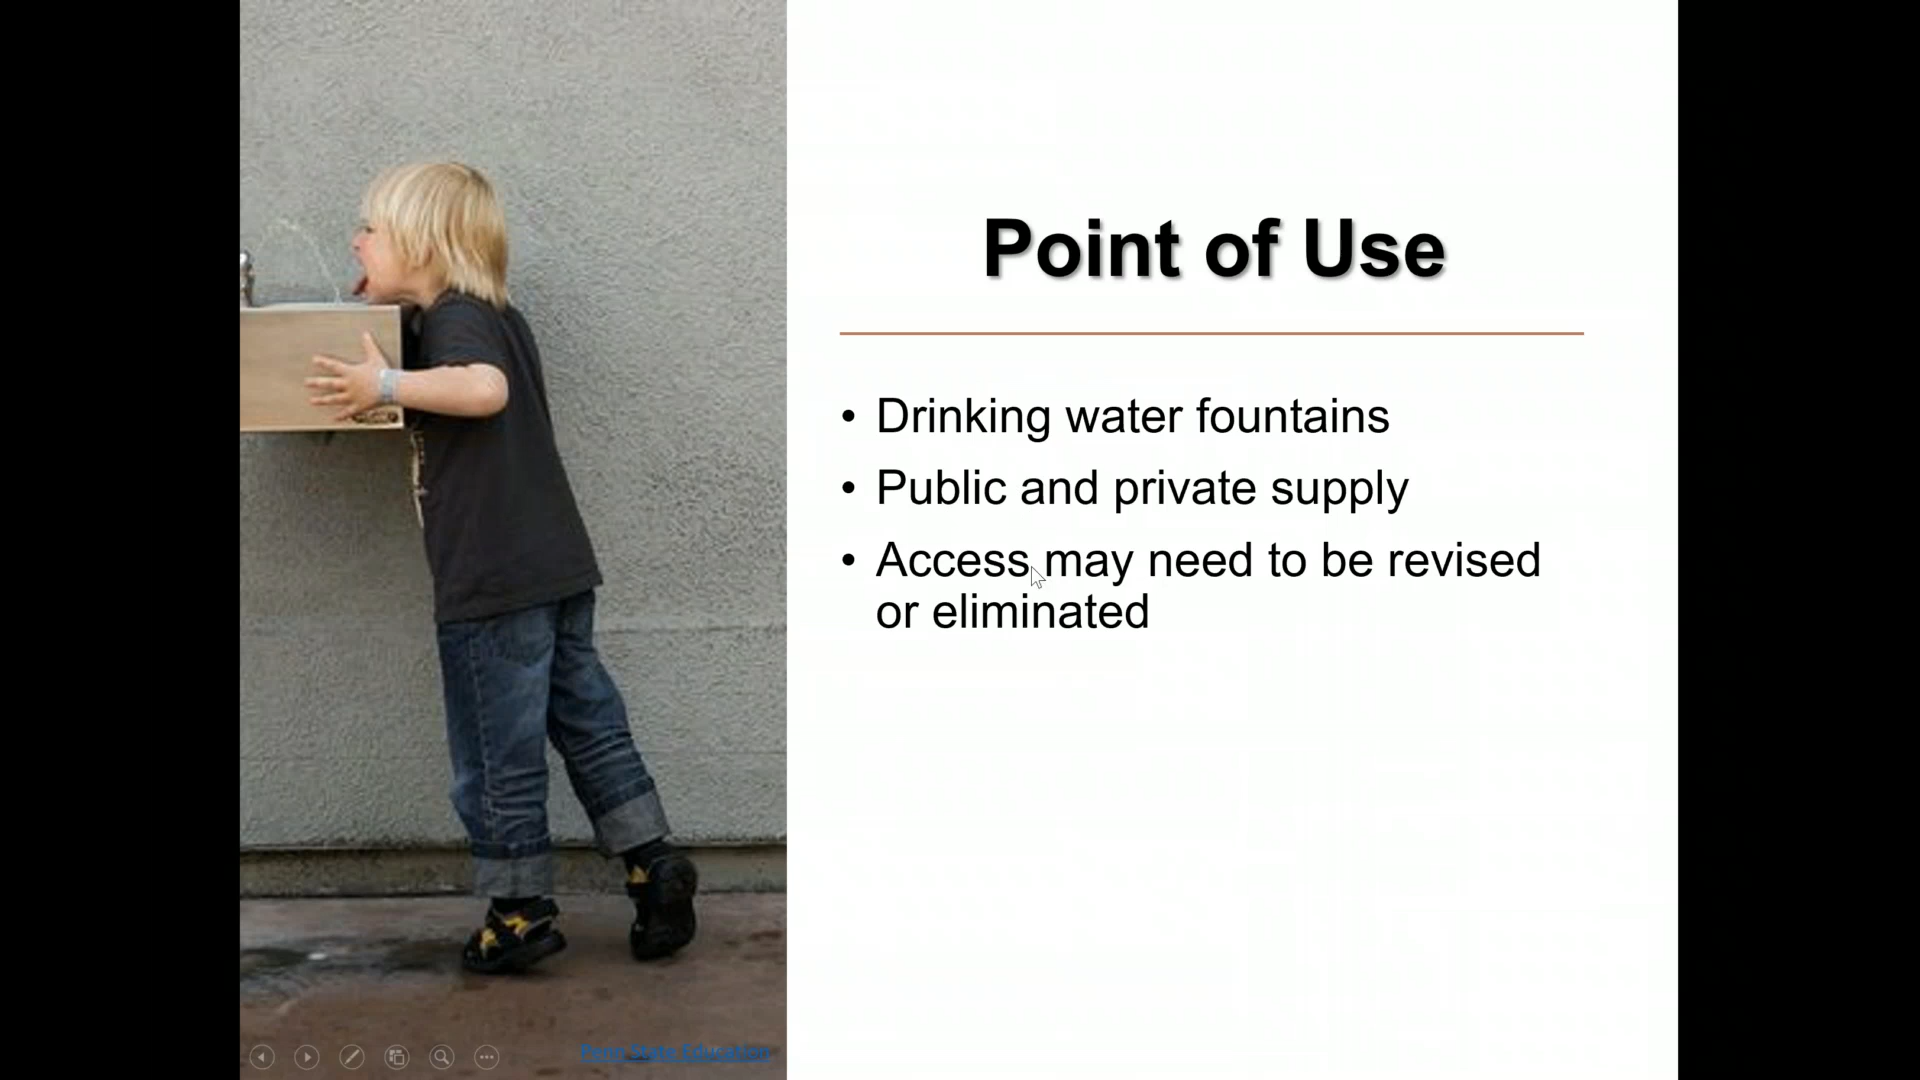 Point of Use
• Drinking water fountains
• Public and private supply
• Access may need to be revised
or eliminated
Penn State Education